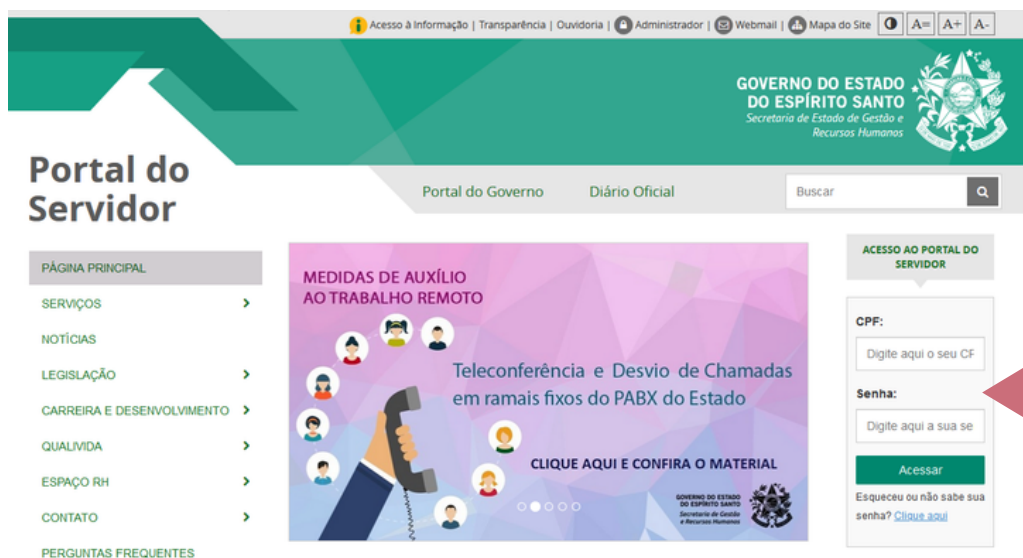 Acesso à Informação | Transparência | Ouvidoria | Administrador | Webmail | Mapa do Site A= A+ A-
GOVERNO DO ESTADO
DO ESPÍRITO SANTO
Secretaria de Estado de Gestão e
Recursos Humanos
Portal do
Servidor
Portal do Governo Diário Oficial Buscar
PÁGINA PRINCIPAL
SERVIÇOS
NOTÍCIAS
LEGISLAÇÃO
CARREIRA E DESENVOLVIMENTO
QUALIVIDA
ESPAÇO RH
CONTATO
PERGUNTAS FREQUENTES
MEDIDAS DE AUXÍLIO
AO TRABALHO REMOTO
Teleconferência e Desvio de Chamadas
em ramais fixos do PABX do Estado
CLIQUE AQUI E CONFIRA O MATERIAL
GOVERNO DO ESTADO
DO ESPÍRITO SANTO
Secretaria de Gestão
e Recursos Humanos
ACESSO AO PORTAL DO
SERVIDOR
CPF:
Digite aqui o seu CF
Senha:
Digite aqui a sua se
Acessar
Esqueceu ou não sabe sua
senha? Clique aqui